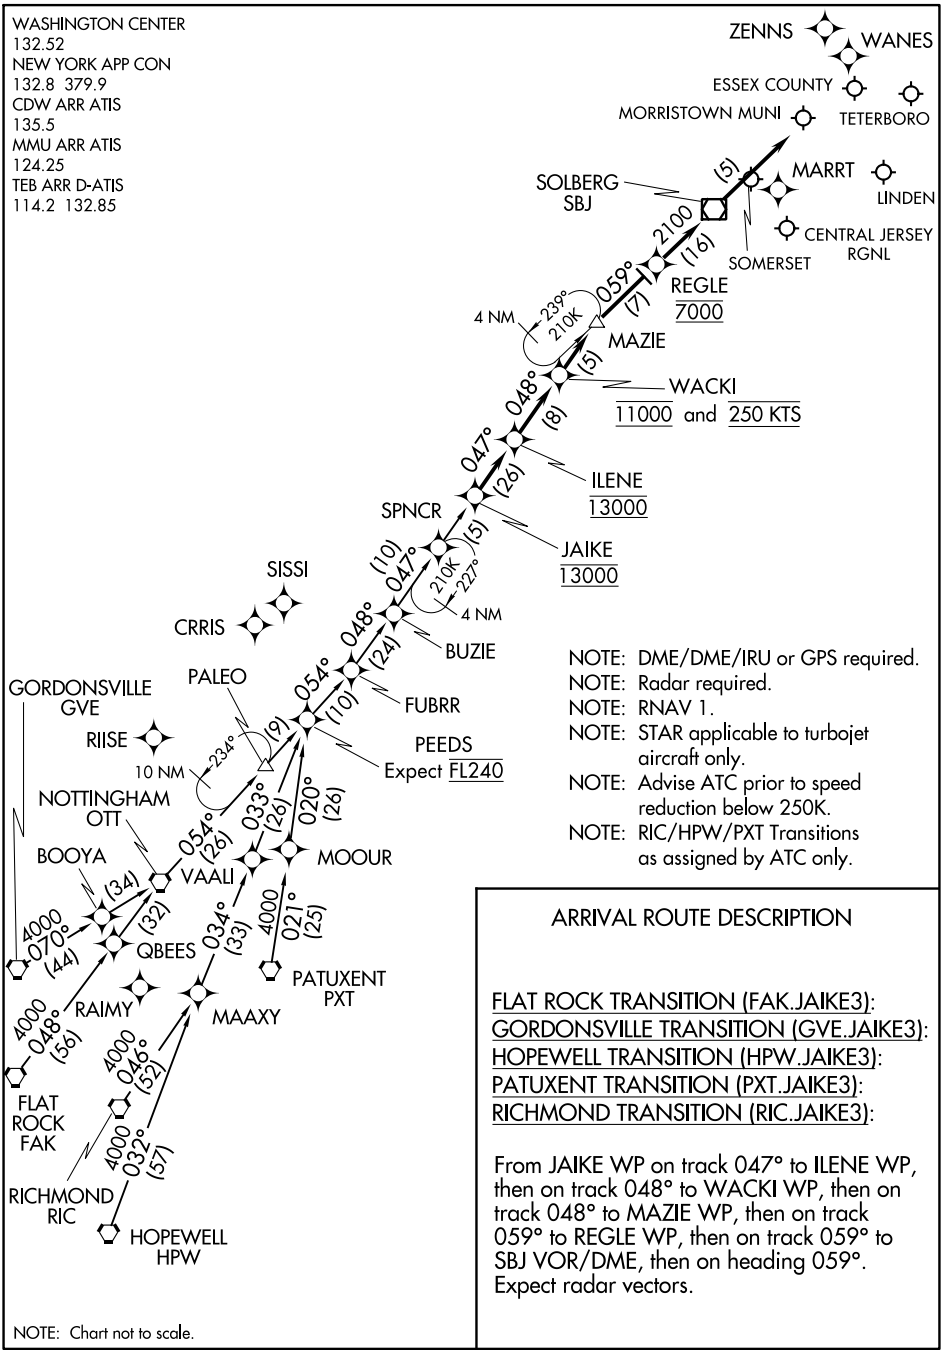 WASHINGTON CENTER
132.52
NEW YORK APP CON
132.8 379.9
CDW ARR ATIS
135.5
MMU ARR ATIS
124.25
TEB ARR D-ATIS
114.2 132.85
ZENNS
WANES
ESSEX COUNTY
MORRISTOWN MUNI
TETERBORO
SOLBERG
SBJ
(5)
MARRT
LINDEN
CENTRAL JERSEY
RGNL
SOMERSET
2100
(16)
REGLE
7000
059°
(7)
4 NM
239°
210K
MAZIE
(5)
WACKI
11000 and 250 KTS
048°
(8)
ILENE
13000
047°
(26)
JAIKE
13000
SPNCR
(5)
(10)
047°
210K
227°
4 NM
SISSI
CRRIS
BUZIE
048°
(24)
FUBRR
PALEO
054°
(10)
PEEDS
Expect FL240
(9)
GORDONSVILLE
GVE
RIISE
234°
10 NM
NOTTINGHAM
OTT
054°
(26)
033°
(26)
020°
(26)
BOOYA
VAALI
MOOUR
(34)
(32)
4000
070°
(44)
QBEES
034°
(33)
4000
021°
(25)
RAIMY
MAAXY
PATUXENT
PXT
4000
048°
(56)
4000
046°
(52)
FLAT
ROCK
FAK
4000
032°
(57)
RICHMOND
RIC
HOPEWELL
HPW
NOTE: Chart not to scale.
NOTE: DME/DME/IRU or GPS required.
NOTE: Radar required.
NOTE: RNAV 1.
NOTE: STAR applicable to turbojet
aircraft only.
NOTE: Advise ATC prior to speed
reduction below 250K.
NOTE: RIC/HPW/PXT Transitions
as assigned by ATC only.
ARRIVAL ROUTE DESCRIPTION
FLAT ROCK TRANSITION (FAK.JAIKE3):
GORDONSVILLE TRANSITION (GVE.JAIKE3):
HOPEWELL TRANSITION (HPW.JAIKE3):
PATUXENT TRANSITION (PXT.JAIKE3):
RICHMOND TRANSITION (RIC.JAIKE3):
From JAIKE WP on track 047° to ILENE WP,
then on track 048° to WACKI WP, then on
track 048° to MAZIE WP, then on track
059° to REGLE WP, then on track 059° to
SBJ VOR/DME, then on heading 059°.
Expect radar vectors.